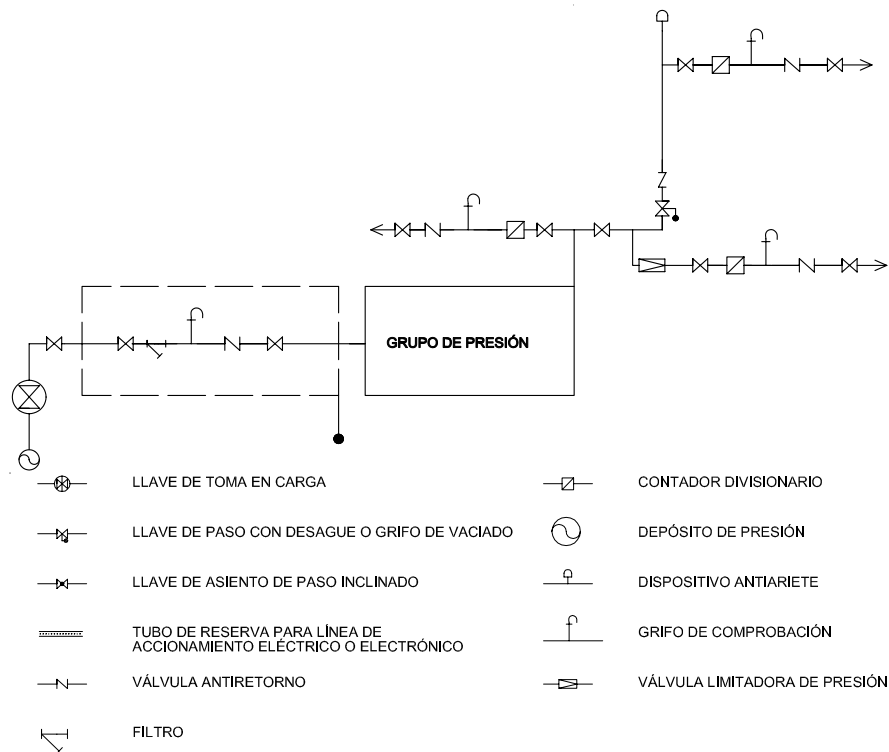 GRUPO DE PRESIÓN
LLAVE DE TOMA EN CARGA
LLAVE DE PASO CON DESAGUE O GRIFO DE VACIADO
LLAVE DE ASIENTO DE PASO INCLINADO
TUBO DE RESERVA PARA LÍNEA DE
ACCIONAMIENTO ELÉCTRICO O ELECTRÓNICO
VÁLVULA ANTIRETORNO
FILTRO
CONTADOR DIVISIONARIO
DEPÓSITO DE PRESIÓN
DISPOSITIVO ANTIARIETE
GRIFO DE COMPROBACIÓN
VÁLVULA LIMITADORA DE PRESIÓN